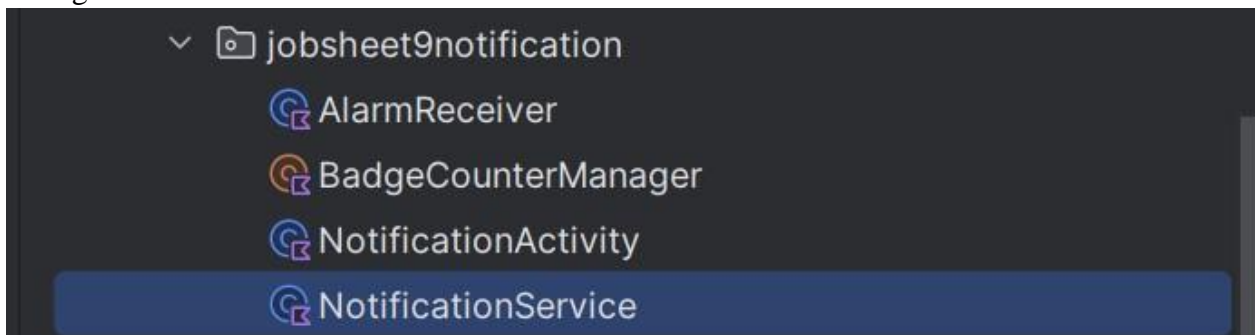 jobsheet9notification
AlarmReceiver
BadgeCounterManager
NotificationActivity
NotificationService